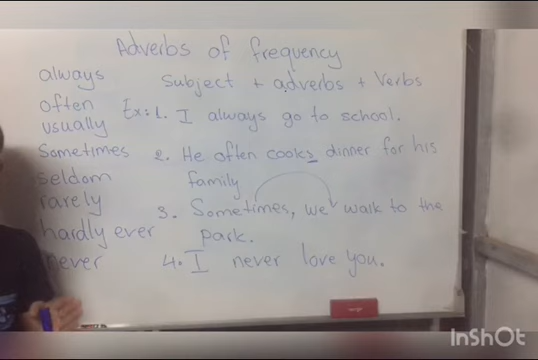 Adverbs of frequency
always
often
usually
Sometimes
seldom
rarely
hardly ever
never
Subject + adverbs + Verbs
Ex: 1. I always go to school.
2. He often cooks dinner for his
family
3. Sometimes, we walk to the
park.
4. I never love you.
InShOt